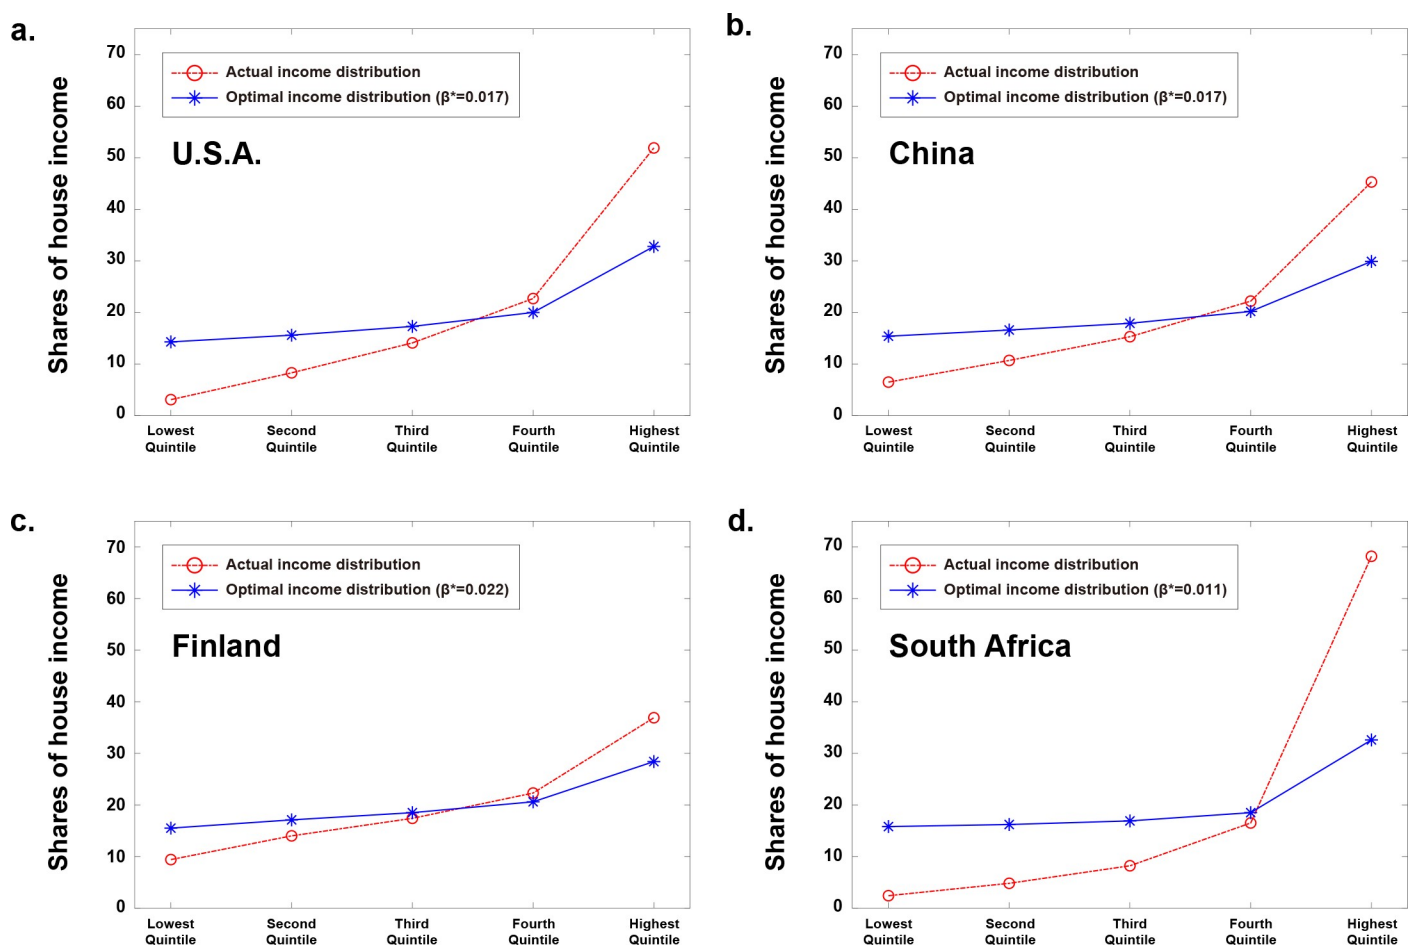 a.
Shares of house income
70
60
50
40
30
20
10
0
Actual income distribution
Optimal income distribution (β*=0.017)
U.S.A.
Lowest Second Third Fourth Highest
Quintile Quintile Quintile Quintile Quintile
b.
Shares of house income
70
60
50
40
30
20
10
0
Actual income distribution
Optimal income distribution (β*=0.017)
China
Lowest Second Third Fourth Highest
Quintile Quintile Quintile Quintile Quintile
c.
Shares of house income
70
60
50
40
30
20
10
0
Actual income distribution
Optimal income distribution (β*=0.022)
Finland
Lowest Second Third Fourth Highest
Quintile Quintile Quintile Quintile Quintile
d.
Shares of house income
70
60
50
40
30
20
10
0
Actual income distribution
Optimal income distribution (β*=0.011)
South Africa
Lowest Second Third Fourth Highest
Quintile Quintile Quintile Quintile Quintile